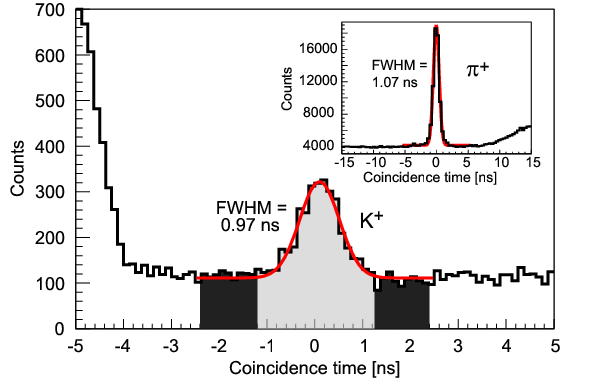 700
600
500
400
300
200
100
0
Counts
-5 -4 -3 -2 -1 0 1 2 3 4 5
Coincidence time [ns]
FWHM =
0.97 ns
K+
16000
12000
8000
4000
Counts
FWHM =
1.07 ns
π+
-15 -10 -5 0 5 10 15
Coincidence time [ns]